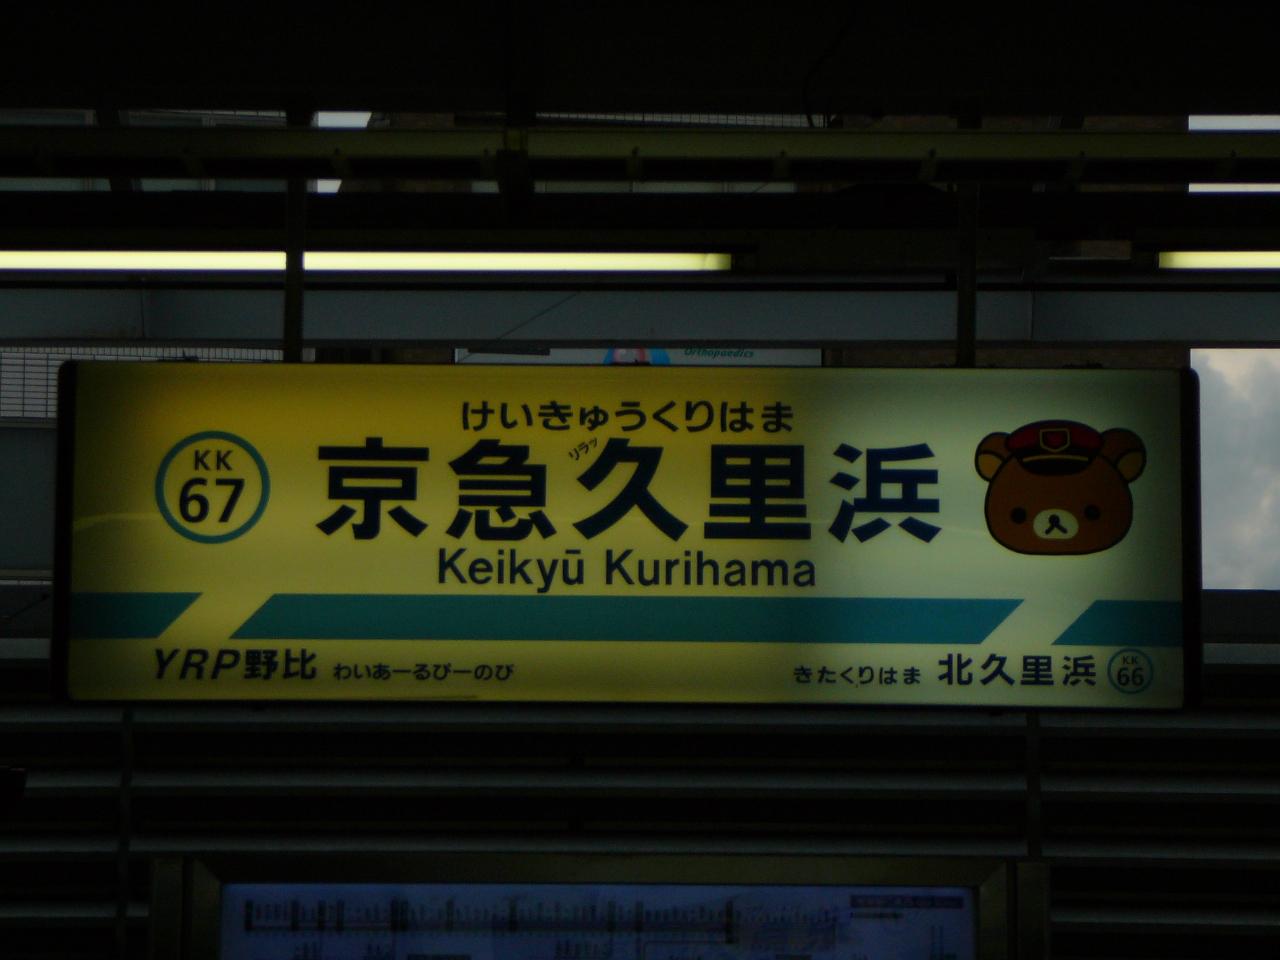 Orthopaedics
けいきゅうくりはま
リラッ
京急久里浜
Keikyū Kurihama
KK
67
YRP野比 わいあーるぴーのび
きたくりはま 北久里浜 KK 66